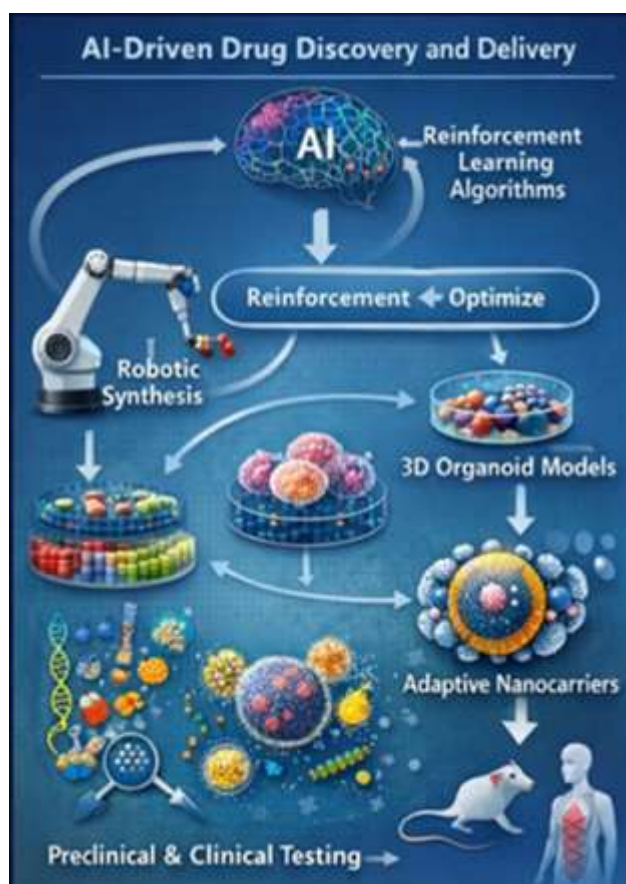 AI-Driven Drug Discovery and Delivery
AI
Reinforcement
Learning
Algorithms
Reinforcement Optimize
Robotic
Synthesis
3D Organoid Models
Adaptive Nanocarriers
Preclinical & Clinical Testing